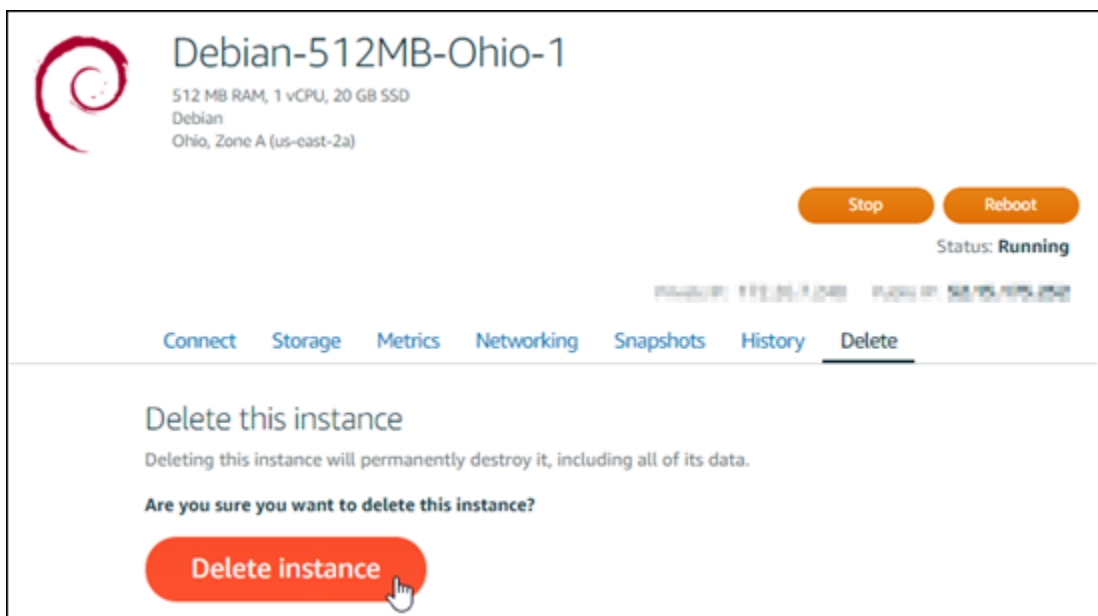 Debian-512MB-Ohio-1
512 MB RAM, 1 vCPU, 20 GB SSD
Debian
Ohio, Zone A (us-east-2a)
Stop Reboot
Status: Running
Connect Storage Metrics Networking Snapshots History Delete
Delete this instance
Deleting this instance will permanently destroy it, including all of its data.
Are you sure you want to delete this instance?
Delete instance